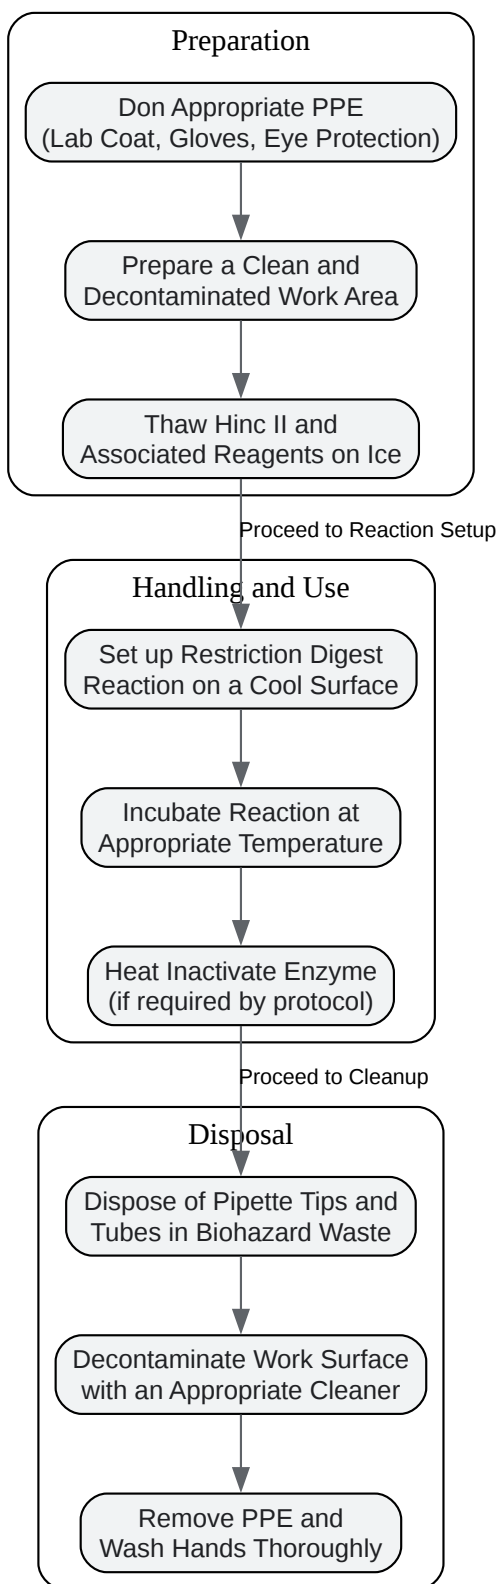 Preparation
Don Appropriate PPE
(Lab Coat, Gloves, Eye Protection)
Prepare a Clean and
Decontaminated Work Area
Thaw Hinc II and
Associated Reagents on Ice
Proceed to Reaction Setup
Handling and Use
Set up Restriction Digest
Reaction on a Cool Surface
Incubate Reaction at
Appropriate Temperature
Heat Inactivate Enzyme
(if required by protocol)
Proceed to Cleanup
Disposal
Dispose of Pipette Tips and
Tubes in Biohazard Waste
Decontaminate Work Surface
with an Appropriate Cleaner
Remove PPE and
Wash Hands Thoroughly